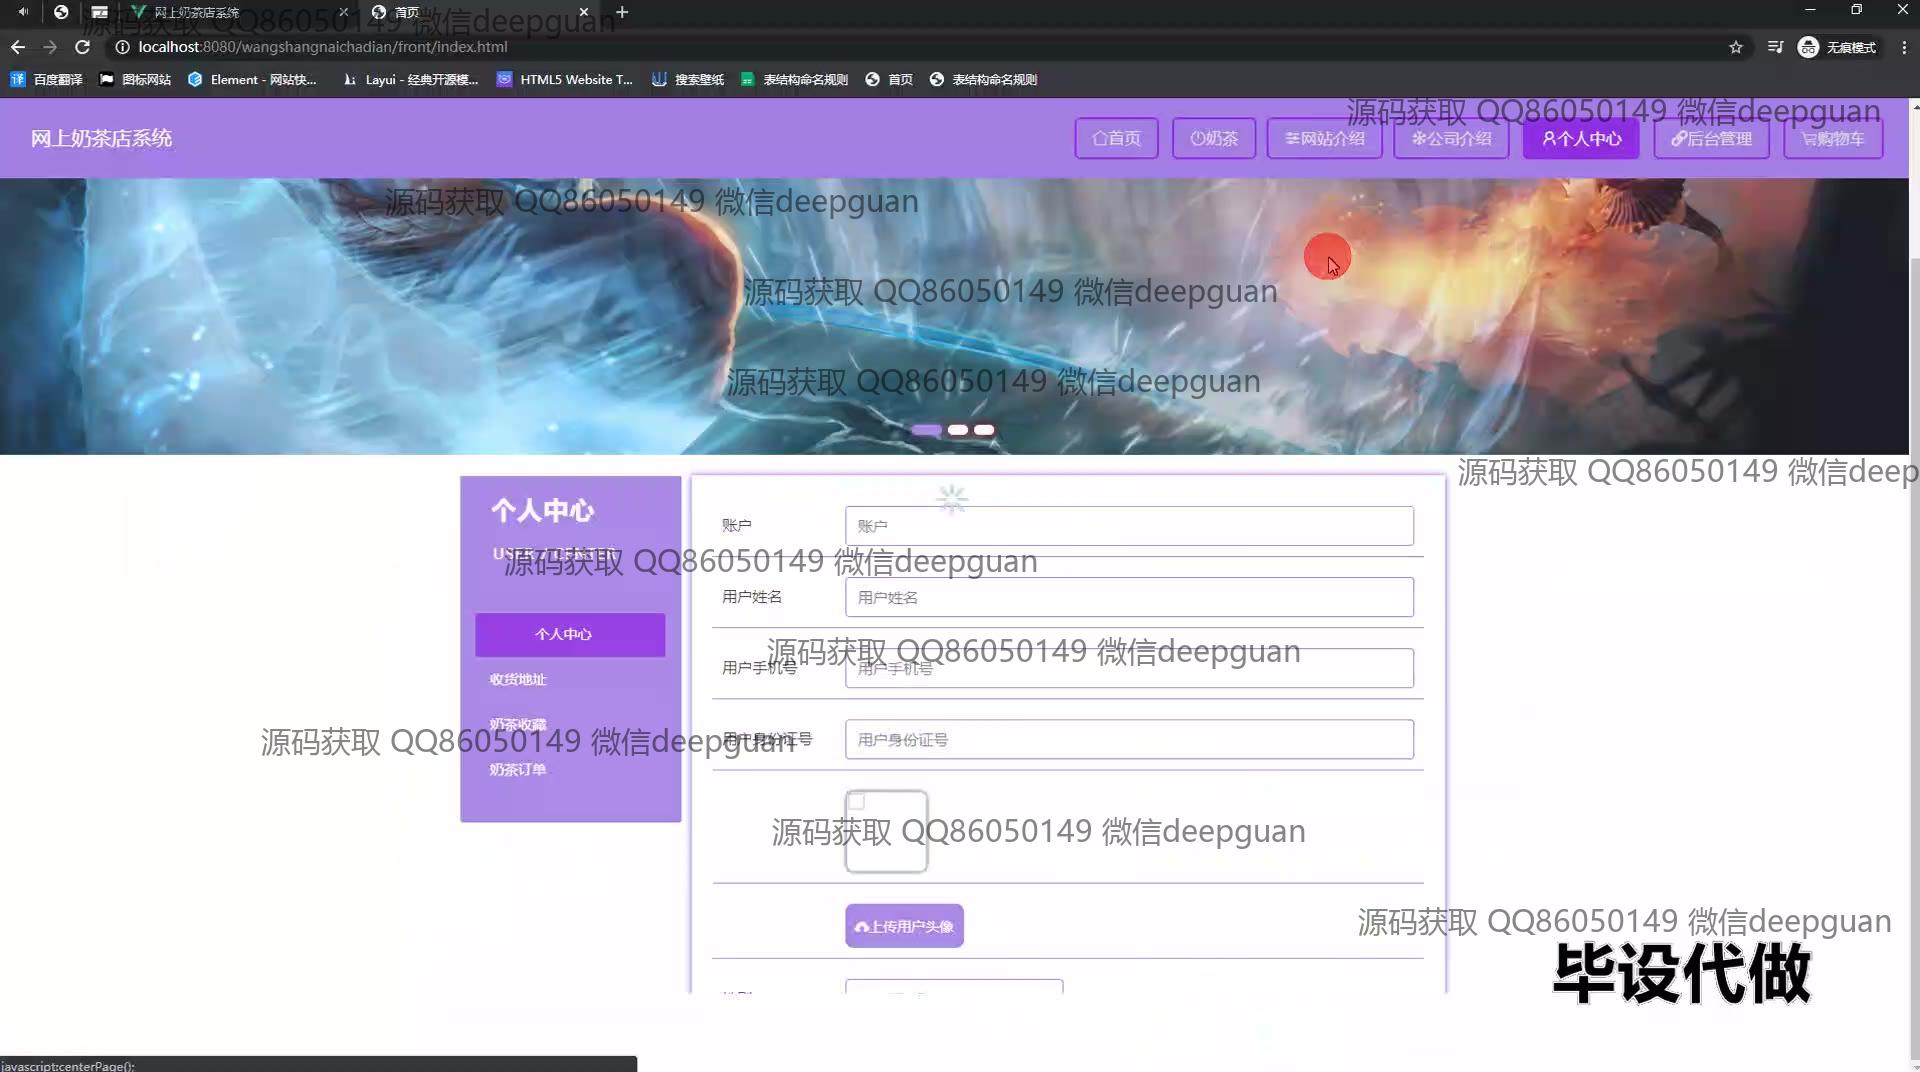 网上奶茶店系统
首页
源码获取 QQ86050149 微信deepguan
localhost:8080/wangshangnaichadian/front/index.html
无痕模式
百度翻译
图标网站
Element - 网站快...
Layui - 经典开源模...
HTML5 Website T...
搜索壁纸
表结构命名规则
首页
表结构命名规则
源码获取 QQ86050149 微信deepguan
网上奶茶店系统
首页
奶茶
网站介绍
公司介绍
个人中心
后台管理
购物车
源码获取 QQ86050149 微信deepguan
源码获取 QQ86050149 微信deepguan
源码获取 QQ86050149 微信deepguan
源码获取 QQ86050149 微信deep
个人中心
USER / CENTER
源码获取 QQ86050149 微信deepguan
个人中心
收货地址
奶茶收藏
奶茶订单
账户
账户
用户姓名
用户姓名
源码获取 QQ86050149 微信deepguan
用户手机号
用户手机号
源码获取 QQ86050149 微信deepguan
用户身份证号
用户身份证号
源码获取 QQ86050149 微信deepguan
上传用户头像
源码获取 QQ86050149 微信deepguan
毕设代做
javascript:centerPage();